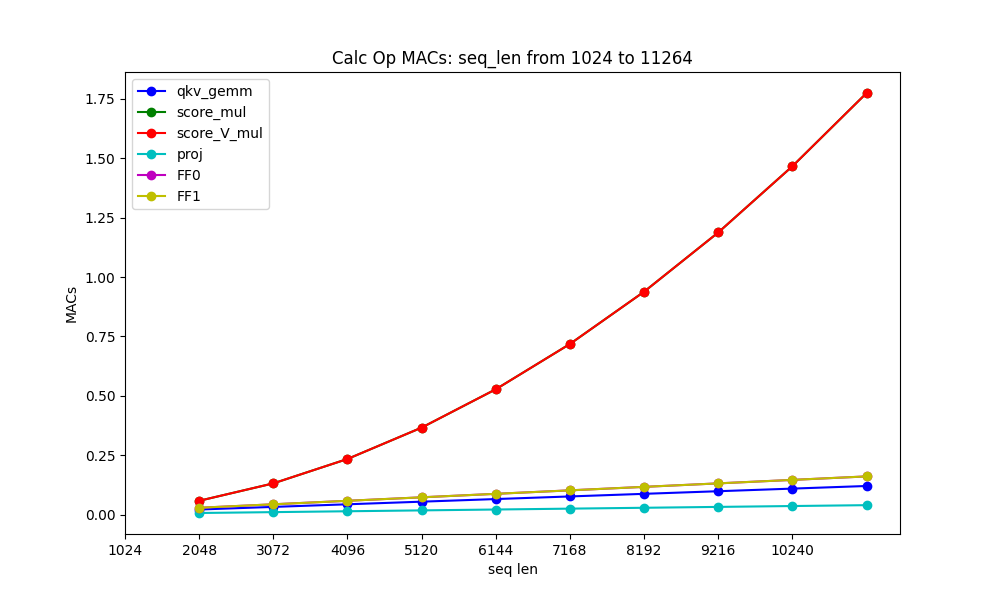 Calc Op MACs: seq_len from 1024 to 11264
qkv_gemm
score_mul
score_V_mul
proj
FF0
FF1
MACs
1.75
1.50
1.25
1.00
0.75
0.50
0.25
0.00
1024 2048 3072 4096 5120 6144 7168 8192 9216 10240
seq len